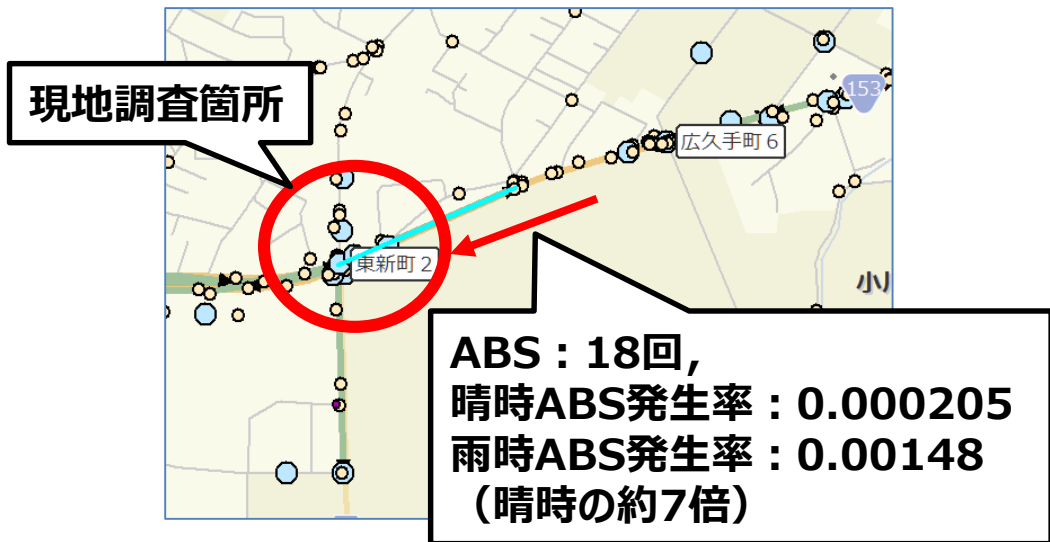 現地調査箇所
153
広久手町6
東新町2
小川
ABS:18回,
晴時ABS発生率:0.000205
雨時ABS発生率:0.00148
(晴時の約7倍)